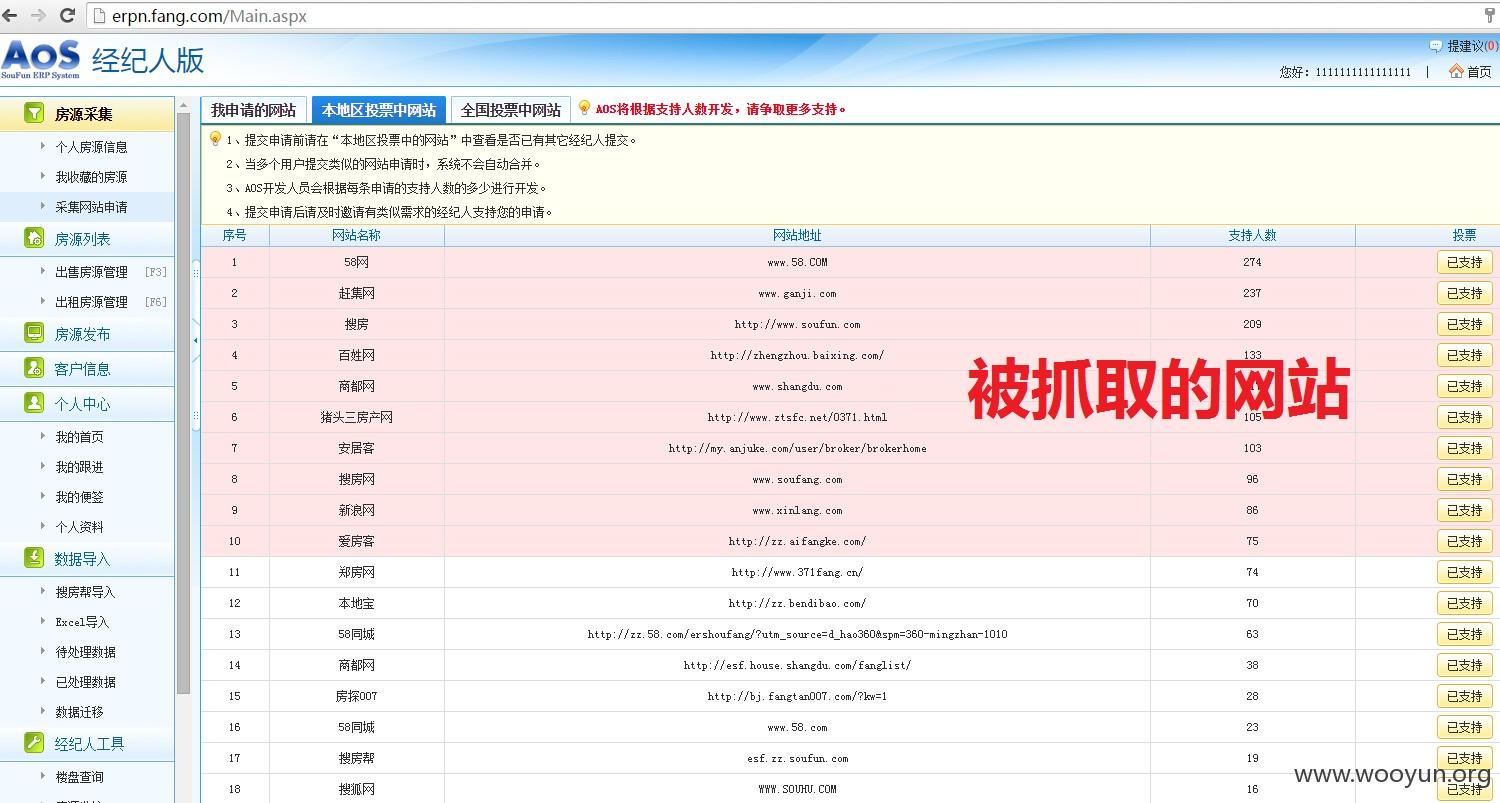 erpn.fang.com/Main.aspx
AOS 经纪人版
SouFun ERP System
提建议(0)
您好：1111111111111111 | 首页
房源采集
个人房源信息
我收藏的房源
采集网站申请
房源列表
出售房源管理 [F3]
出租房源管理 [F6]
房源发布
客户信息
个人中心
我的首页
我的跟进
我的便签
个人资料
数据导入
搜房帮导入
Excel导入
待处理数据
已处理数据
数据迁移
经纪人工具
楼盘查询
我申请的网站 本地区投票中网站 全国投票中网站 AOS将根据支持人数开发，请争取更多支持。
1、提交申请前请在“本地区投票中的网站”中查看是否已有其它经纪人提交。
2、当多个用户提交类似的网站申请时，系统不会自动合并。
3、AOS开发人员会根据每条申请的支持人数的多少进行开发。
4、提交申请后请及时邀请有类似需求的经纪人支持您的申请。
序号 网站名称 网站地址 支持人数 投票
1 58网 www.58.COM 274 已支持
2 赶集网 www.ganji.com 237 已支持
3 搜房 http://www.soufun.com 209 已支持
4 百姓网 http://zhengzhou.baixing.com/ 133 已支持
5 商都网 www.shangdu.com 已支持
6 猪头三房产网 http://www.ztsfc.net/0371.html 105 已支持
7 安居客 http://my.anjuke.com/user/broker/brokerhome 103 已支持
8 搜房网 www.soufang.com 96 已支持
9 新浪网 www.xinlang.com 86 已支持
10 爱房客 http://zz.aifangke.com/ 75 已支持
11 郑房网 http://www.371fang.cn/ 74 已支持
12 本地宝 http://zz.bendibao.com/ 70 已支持
13 58同城 http://zz.58.com/ershoufang/?utm_source=d_hao360&spm=360-mingzhan-1010 63 已支持
14 商都网 http://esf.house.shangdu.com/fanglist/ 38 已支持
15 房探007 http://bj.fangtan007.com/?kw=1 28 已支持
16 58同城 www.58.com 23 已支持
17 搜房帮 esf.zz.soufun.com 19 已支持
18 搜狐网 WWW.SOUHU.COM 16 已支持
被抓取的网站
www.wooyun.org